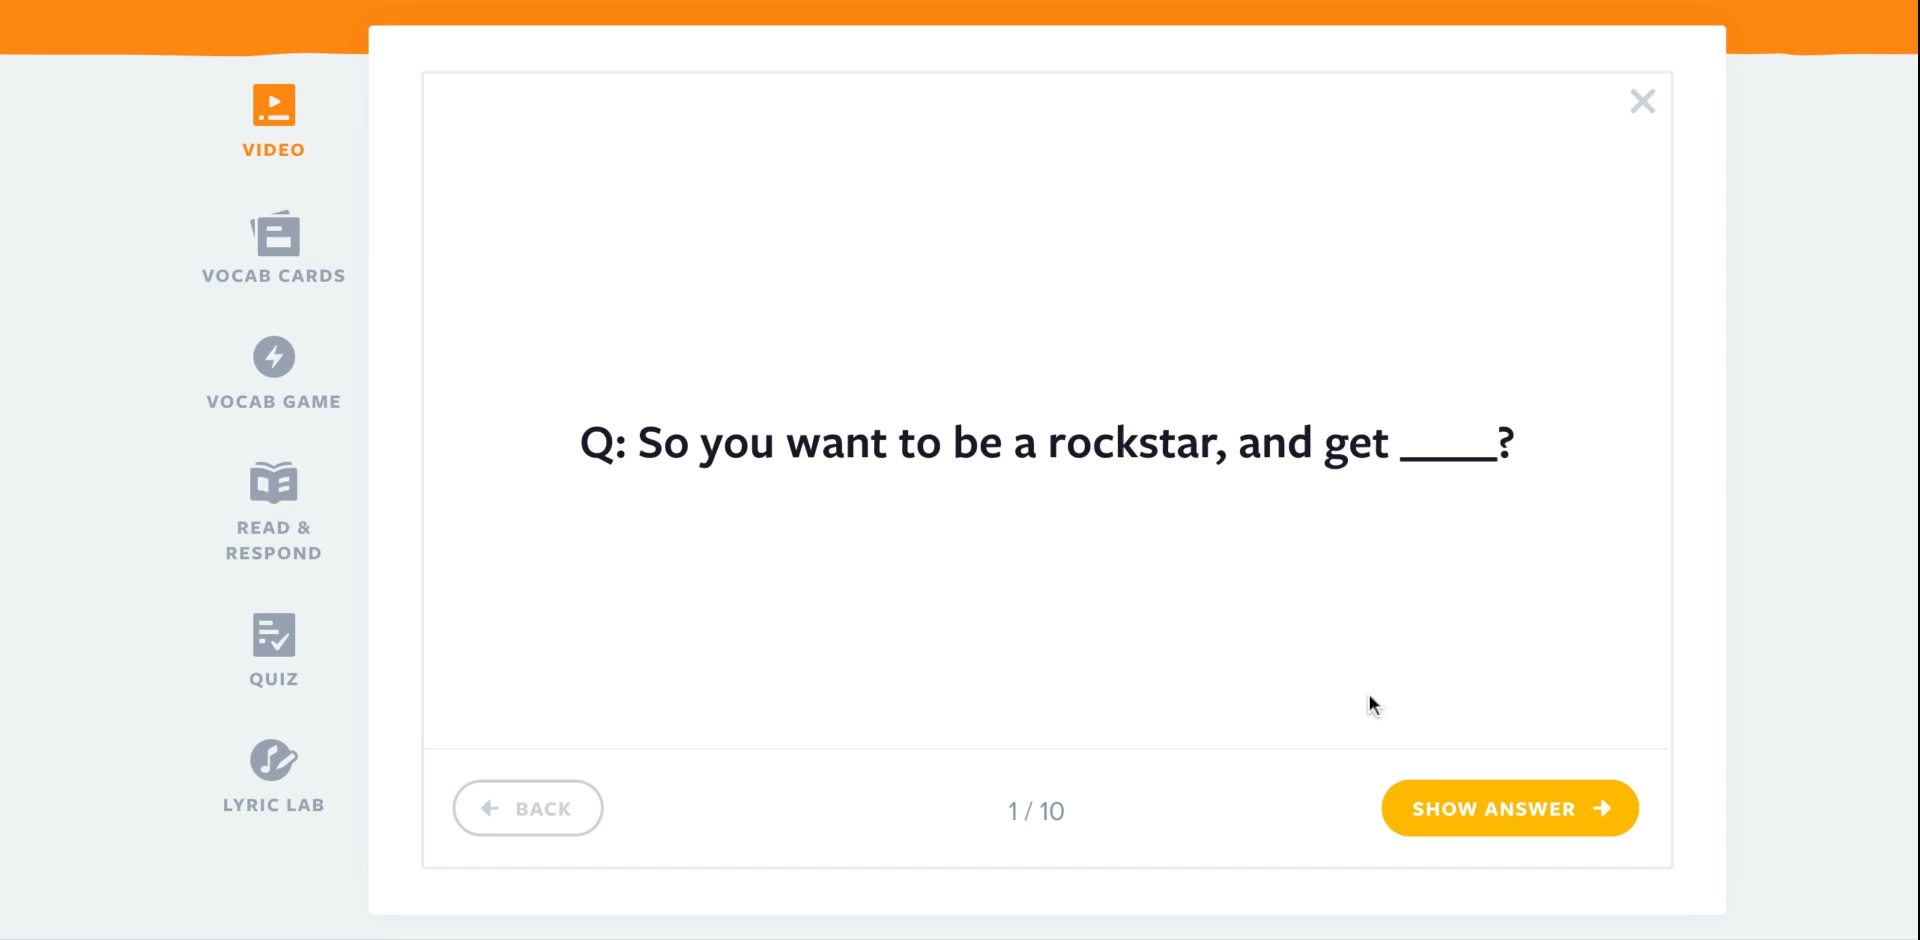 VIDEO
VOCAB CARDS
VOCAB GAME
READ &
RESPOND
QUIZ
LYRIC LAB
Q: So you want to be a rockstar, and get ____?
BACK
1 / 10
SHOW ANSWER